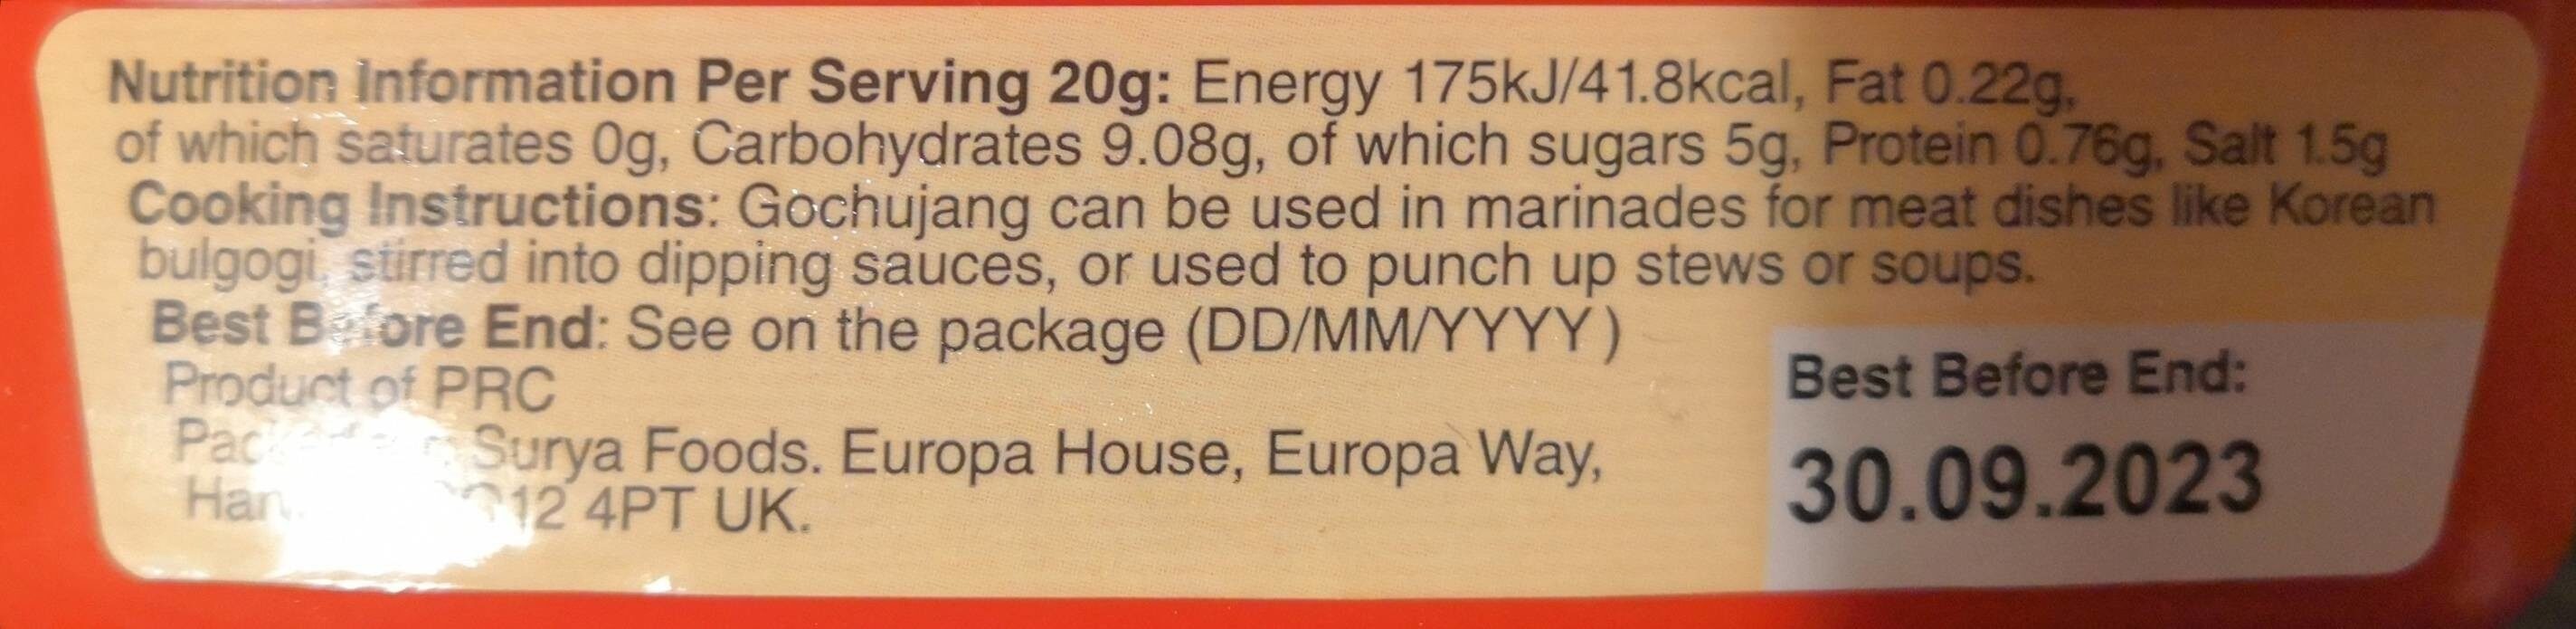 Nutrition Information Per Serving 20g: Energy 175kJ/41.8kcal, Fat 0.22g,
of which saturates 0g, Carbohydrates 9.08g, of which sugars 5g, Protein 0.76g, Salt 1.5g
Cooking Instructions: Gochujang can be used in marinades for meat dishes like Korean
bulgogi, stirred into dipping sauces, or used to punch up stews or soups.
Best Before End: See on the package (DD/MM/YYYY)
Product of PRC
Surya Foods. Europa House, Europa Way,
4PT UK.
Best Before End:
30.09.2023